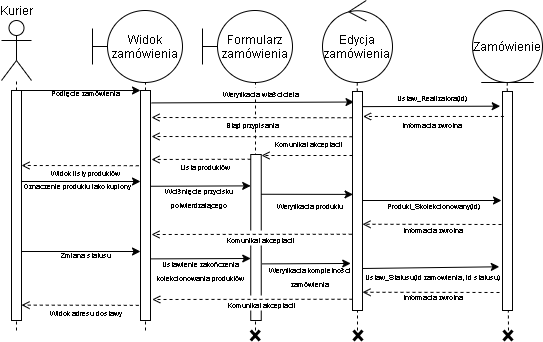 Kurier
Widok
zamówienia
Formularz
zamówienia
Edycja
zamówienia
Zamówienie
Podjęcie zamówienia
Weryfikacja właściciela
Ustaw_Realizatora(id)
Błąd przypisania
Informacja zwrotna
Komunikat akceptacji
Lista produktów
Widok listy produktów
Oznaczenie produktu jako kupiony
Wciśnięcie przycisku
potwierdzającego
Weryfikacja produktu
Produkt_Skolekcjonowany(id)
Informacja zwrotna
Komunikat akceptacji
Zmiana statusu
Ustawienie zakończenia
kolekcjonowania produktów
Weryfikacja kompletności
zamówienia
Ustaw_Statusu(id zamówienia, id statusu)
Informacja zwrotna
Komunikat akceptacji
Widok adresu dostawy